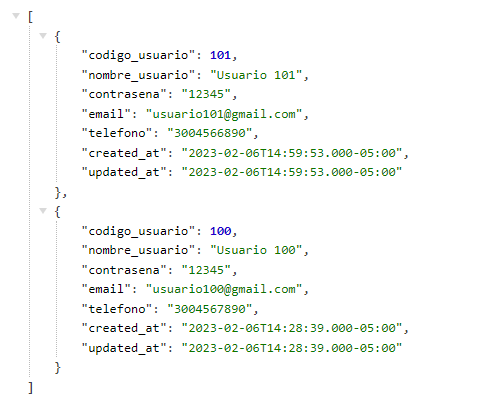 [
{
"codigo_usuario": 101,
"nombre_usuario": "Usuario 101",
"contrasena": "12345",
"email": "usuario101@gmail.com",
"telefono": "3004566890",
"created_at": "2023-02-06T14:59:53.000-05:00",
"updated_at": "2023-02-06T14:59:53.000-05:00"
},
{
"codigo_usuario": 100,
"nombre_usuario": "Usuario 100",
"contrasena": "12345",
"email": "usuario100@gmail.com",
"telefono": "3004567890",
"created_at": "2023-02-06T14:28:39.000-05:00",
"updated_at": "2023-02-06T14:28:39.000-05:00"
}
]